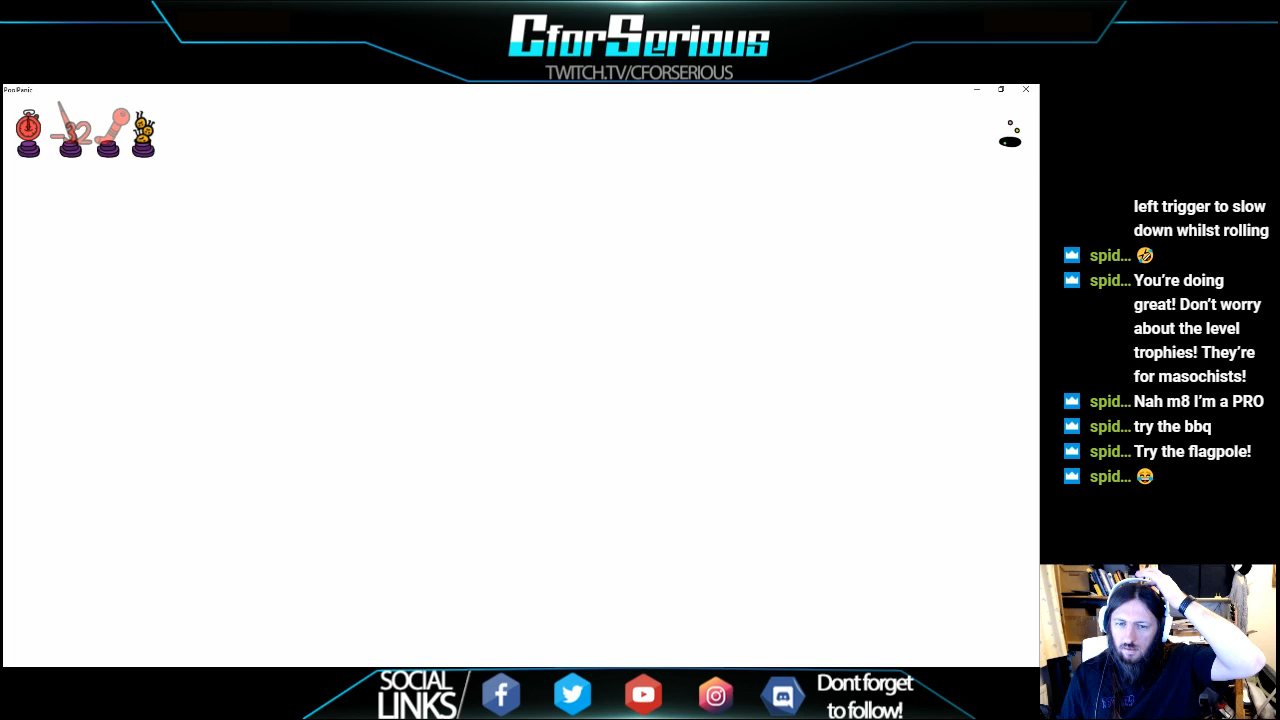 CforSerious
TWITCH.TV/CFORSERIOUS
Pool Panic
left trigger to slow
down whilst rolling
spid... 🤣
spid... You’re doing
great! Don’t worry
about the level
trophies! They’re
for masochists!
spid... Nah m8 I’m a PRO
spid... try the bbq
spid... Try the flagpole!
spid... 😂
SOCIAL
LINKS
Dont forget
to follow!